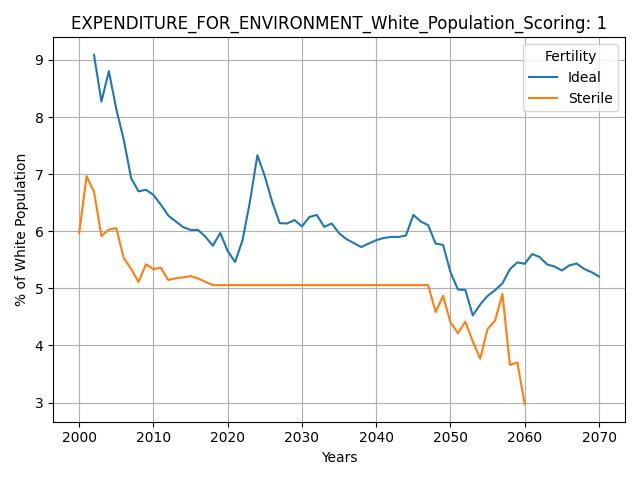 EXPENDITURE_FOR_ENVIRONMENT_White_Population_Scoring: 1
Fertility
Ideal
Sterile
% of White Population
9
8
7
6
5
4
3
2000 2010 2020 2030 2040 2050 2060 2070
Years